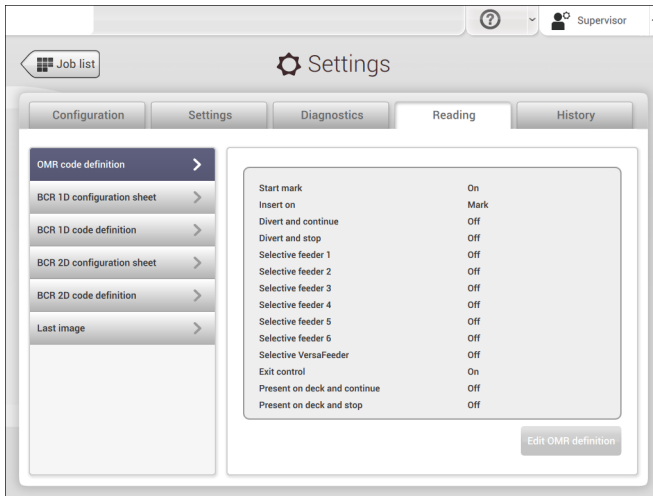 Supervisor
Job list
Settings
Configuration
Settings
Diagnostics
Reading
History
OMR code definition
BCR 1D configuration sheet
BCR 1D code definition
BCR 2D configuration sheet
BCR 2D code definition
Last image
Start mark On
Insert on Mark
Divert and continue Off
Divert and stop Off
Selective feeder 1 Off
Selective feeder 2 Off
Selective feeder 3 Off
Selective feeder 4 Off
Selective feeder 5 Off
Selective feeder 6 Off
Selective VersaFeeder Off
Exit control On
Present on deck and continue Off
Present on deck and stop Off
Edit OMR definition